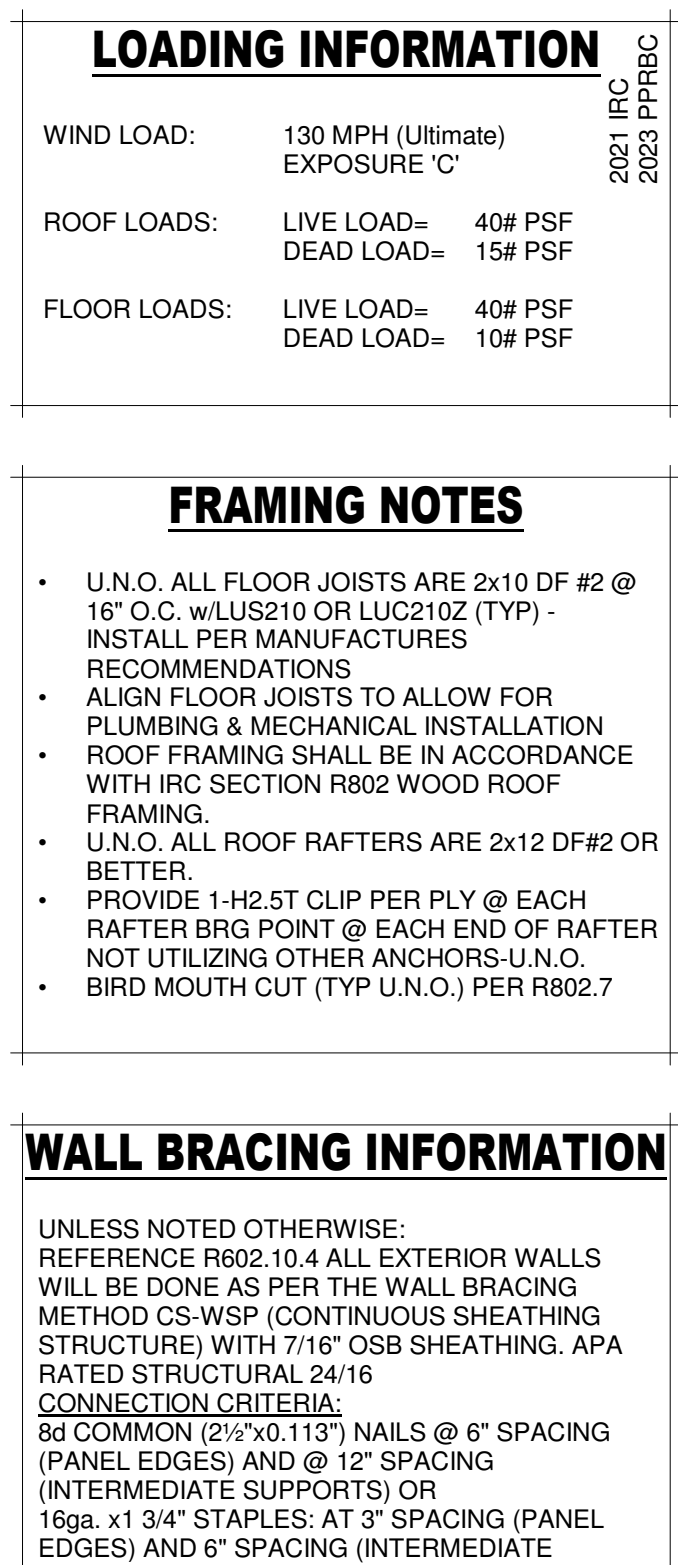 LOADING INFORMATION
2021 IRC
2023 PPRBC
WIND LOAD: 130 MPH (Ultimate)
EXPOSURE 'C'
ROOF LOADS: LIVE LOAD= 40# PSF
DEAD LOAD= 15# PSF
FLOOR LOADS: LIVE LOAD= 40# PSF
DEAD LOAD= 10# PSF
FRAMING NOTES
• U.N.O. ALL FLOOR JOISTS ARE 2x10 DF #2 @
16" O.C. w/LUS210 OR LUC210Z (TYP) -
INSTALL PER MANUFACTURES
RECOMMENDATIONS
• ALIGN FLOOR JOISTS TO ALLOW FOR
PLUMBING & MECHANICAL INSTALLATION
• ROOF FRAMING SHALL BE IN ACCORDANCE
WITH IRC SECTION R802 WOOD ROOF
FRAMING.
• U.N.O. ALL ROOF RAFTERS ARE 2x12 DF#2 OR
BETTER.
• PROVIDE 1-H2.5T CLIP PER PLY @ EACH
RAFTER BRG POINT @ EACH END OF RAFTER
NOT UTILIZING OTHER ANCHORS-U.N.O.
• BIRD MOUTH CUT (TYP U.N.O.) PER R802.7
WALL BRACING INFORMATION
UNLESS NOTED OTHERWISE:
REFERENCE R602.10.4 ALL EXTERIOR WALLS
WILL BE DONE AS PER THE WALL BRACING
METHOD CS-WSP (CONTINUOUS SHEATHING
STRUCTURE) WITH 7/16" OSB SHEATHING. APA
RATED STRUCTURAL 24/16
CONNECTION CRITERIA:
8d COMMON (2½"x0.113") NAILS @ 6" SPACING
(PANEL EDGES) AND @ 12" SPACING
(INTERMEDIATE SUPPORTS) OR
16ga. x1 3/4" STAPLES: AT 3" SPACING (PANEL
EDGES) AND 6" SPACING (INTERMEDIATE